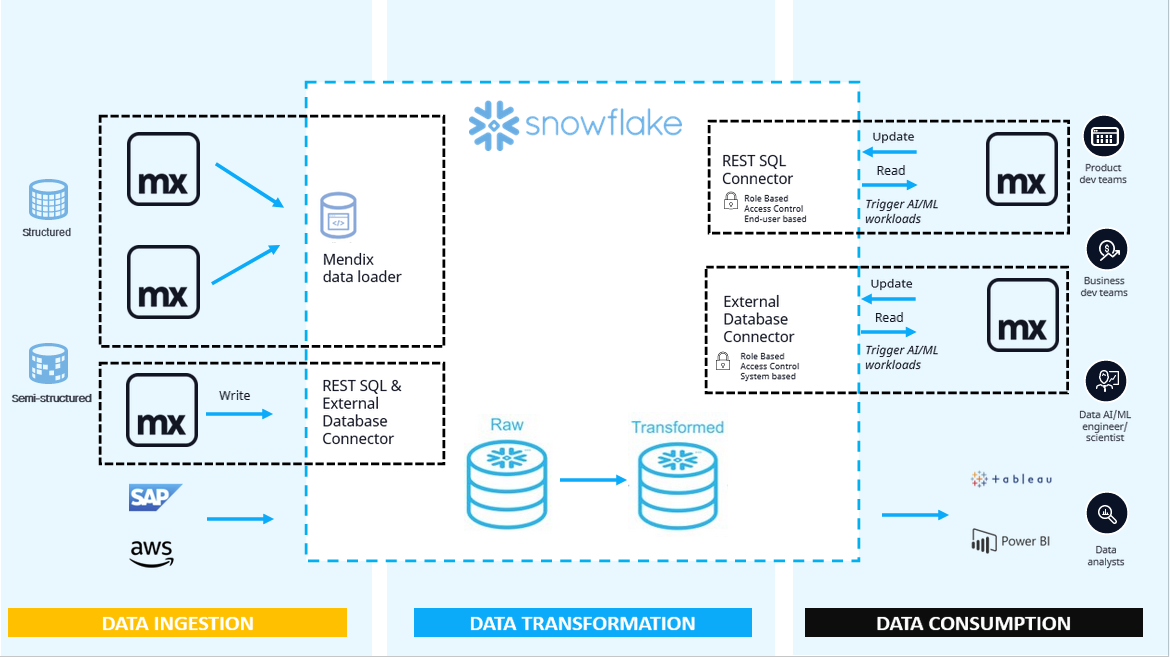 snowflake
mx
mx
Structured
</>
Mendix
data loader
Semi-structured
mx
Write
REST SQL &
External
Database
Connector
SAP
aws
Raw
Transformed
REST SQL
Connector
Role Based
Access Control
End-user based
Update
Read
Trigger AI/ML
workloads
mx
Product
dev teams
External
Database
Connector
Role Based
Access Control
System based
Update
Read
Trigger AI/ML
workloads
mx
Business
dev teams
Data AI/ML
engineer/
scientist
+ableau
Power BI
Data
analysts
DATA INGESTION
DATA TRANSFORMATION
DATA CONSUMPTION